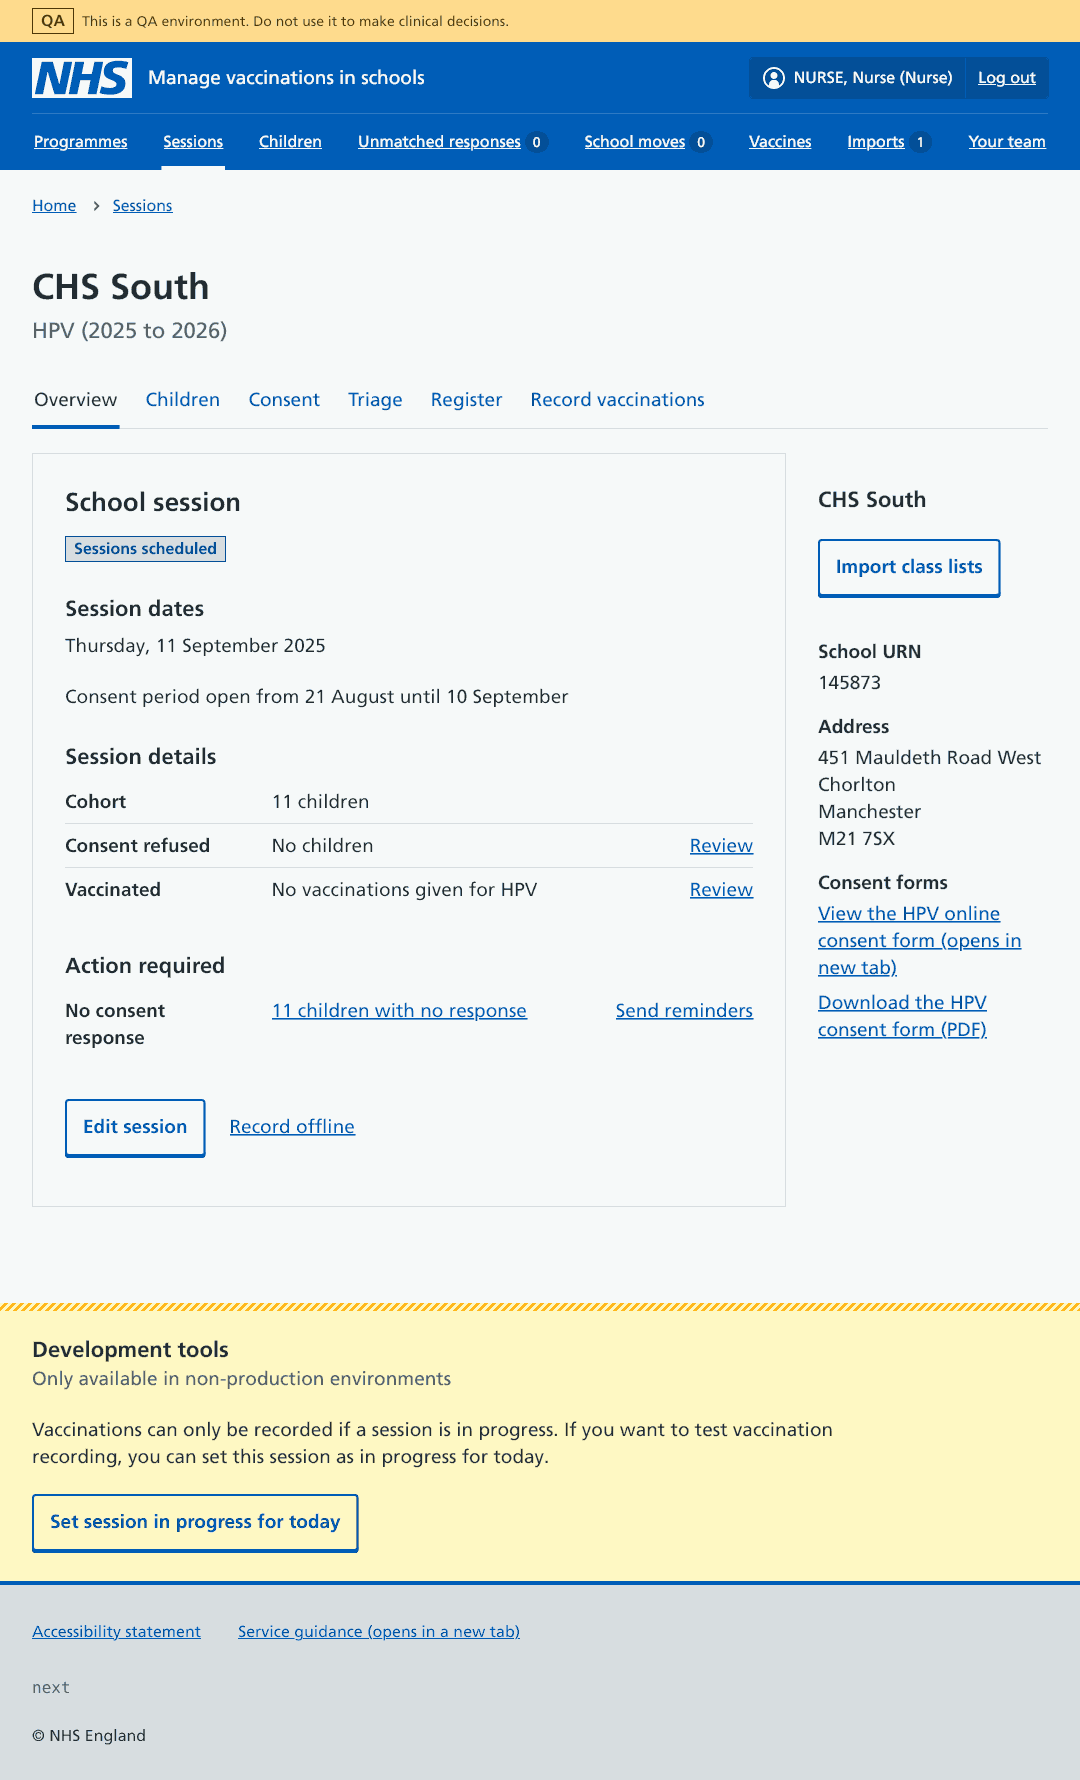 QA This is a QA environment. Do not use it to make clinical decisions.
NHS Manage vaccinations in schools NURSE, Nurse (Nurse) Log out
Programmes Sessions Children Unmatched responses 0 School moves 0 Vaccines Imports 1 Your team
Home › Sessions
CHS South
HPV (2025 to 2026)
Overview Children Consent Triage Register Record vaccinations
School session
Sessions scheduled
Session dates
Thursday, 11 September 2025
Consent period open from 21 August until 10 September
Session details
Cohort 11 children
Consent refused No children Review
Vaccinated No vaccinations given for HPV Review
Action required
No consent response 11 children with no response Send reminders
Edit session Record offline
CHS South
Import class lists
School URN
145873
Address
451 Mauldeth Road West
Chorlton
Manchester
M21 7SX
Consent forms
View the HPV online
consent form (opens in
new tab)
Download the HPV
consent form (PDF)
Development tools
Only available in non-production environments
Vaccinations can only be recorded if a session is in progress. If you want to test vaccination
recording, you can set this session as in progress for today.
Set session in progress for today
Accessibility statement Service guidance (opens in a new tab)
next
© NHS England